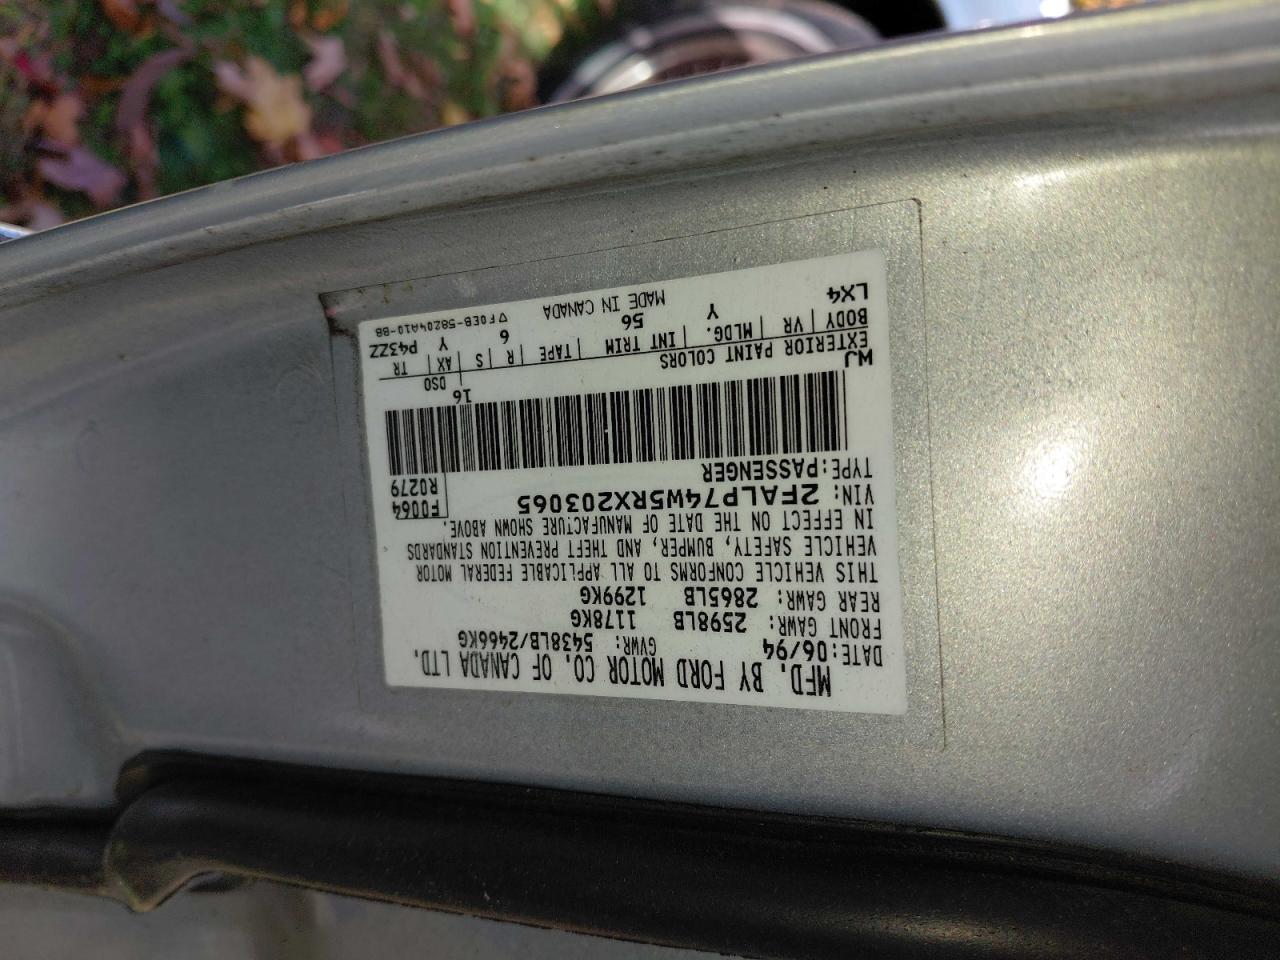 MFD. BY FORD MOTOR CO. OF CANADA LTD.
DATE: 06/94 GVWR: 5438LB/2466KG
FRONT GAWR: 2598LB 1178KG
REAR GAWR: 2865LB 1299KG
THIS VEHICLE CONFORMS TO ALL APPLICABLE FEDERAL MOTOR
VEHICLE SAFETY, BUMPER, AND THEFT PREVENTION STANDARDS
IN EFFECT ON THE DATE OF MANUFACTURE SHOWN ABOVE.
VIN: 2FALP74W5RX203065 F0064
TYPE: PASSENGER R0279
WJ 16
EXTERIOR PAINT COLORS DSO
BODY VR MLDG. INT TRIM TAPE R S AX TR
LX4 Y 56 6 Y P43ZZ
MADE IN CANADA ▽F0EB-58204A10-BB